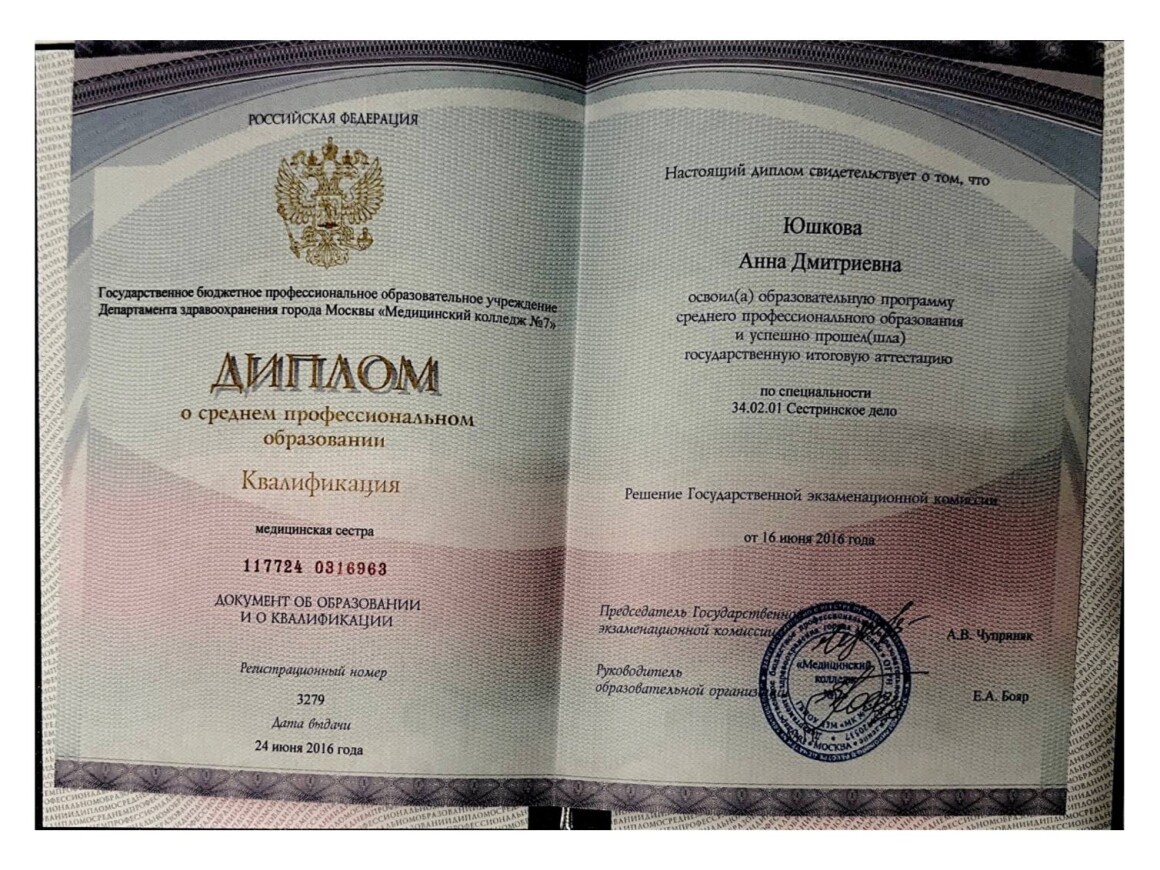 РОССИЙСКАЯ ФЕДЕРАЦИЯ
Государственное бюджетное профессиональное образовательное учреждение
Департамента здравоохранения города Москвы «Медицинский колледж №7»
ДИПЛОМ
о среднем профессиональном
образовании
Квалификация
медицинская сестра
117724 0316963
ДОКУМЕНТ ОБ ОБРАЗОВАНИИ
И О КВАЛИФИКАЦИИ
Регистрационный номер
3279
Дата выдачи
24 июня 2016 года
Настоящий диплом свидетельствует о том, что
Юшкова
Анна Дмитриевна
освоил(а) образовательную программу
среднего профессионального образования
и успешно прошел(шла)
государственную итоговую аттестацию
по специальности
34.02.01 Сестринское дело
Решение Государственной экзаменационной комиссии
от 16 июня 2016 года
Председатель Государственно
экзаменационной комиссии
А.В. Чуприняк
Руководитель
образовательной организа
Е.А. Бояр
«Медицинский
колледж
МОСКВА